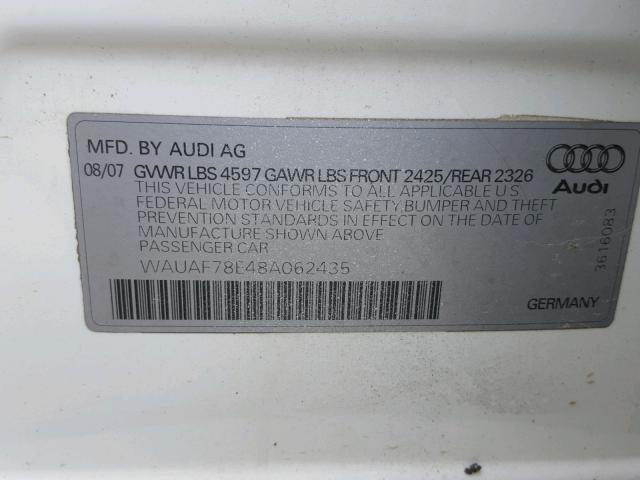 MFD. BY AUDI AG
08/07 GVWR LBS 4597 GAWR LBS FRONT 2425/REAR 2326
THIS VEHICLE CONFORMS TO ALL APPLICABLE U.S.
FEDERAL MOTOR VEHICLE SAFETY,BUMPER AND THEFT
PREVENTION STANDARDS IN EFFECT ON THE DATE OF
MANUFACTURE SHOWN ABOVE
PASSENGER CAR
WAUAF78E48A062435
Audi
3616083
GERMANY